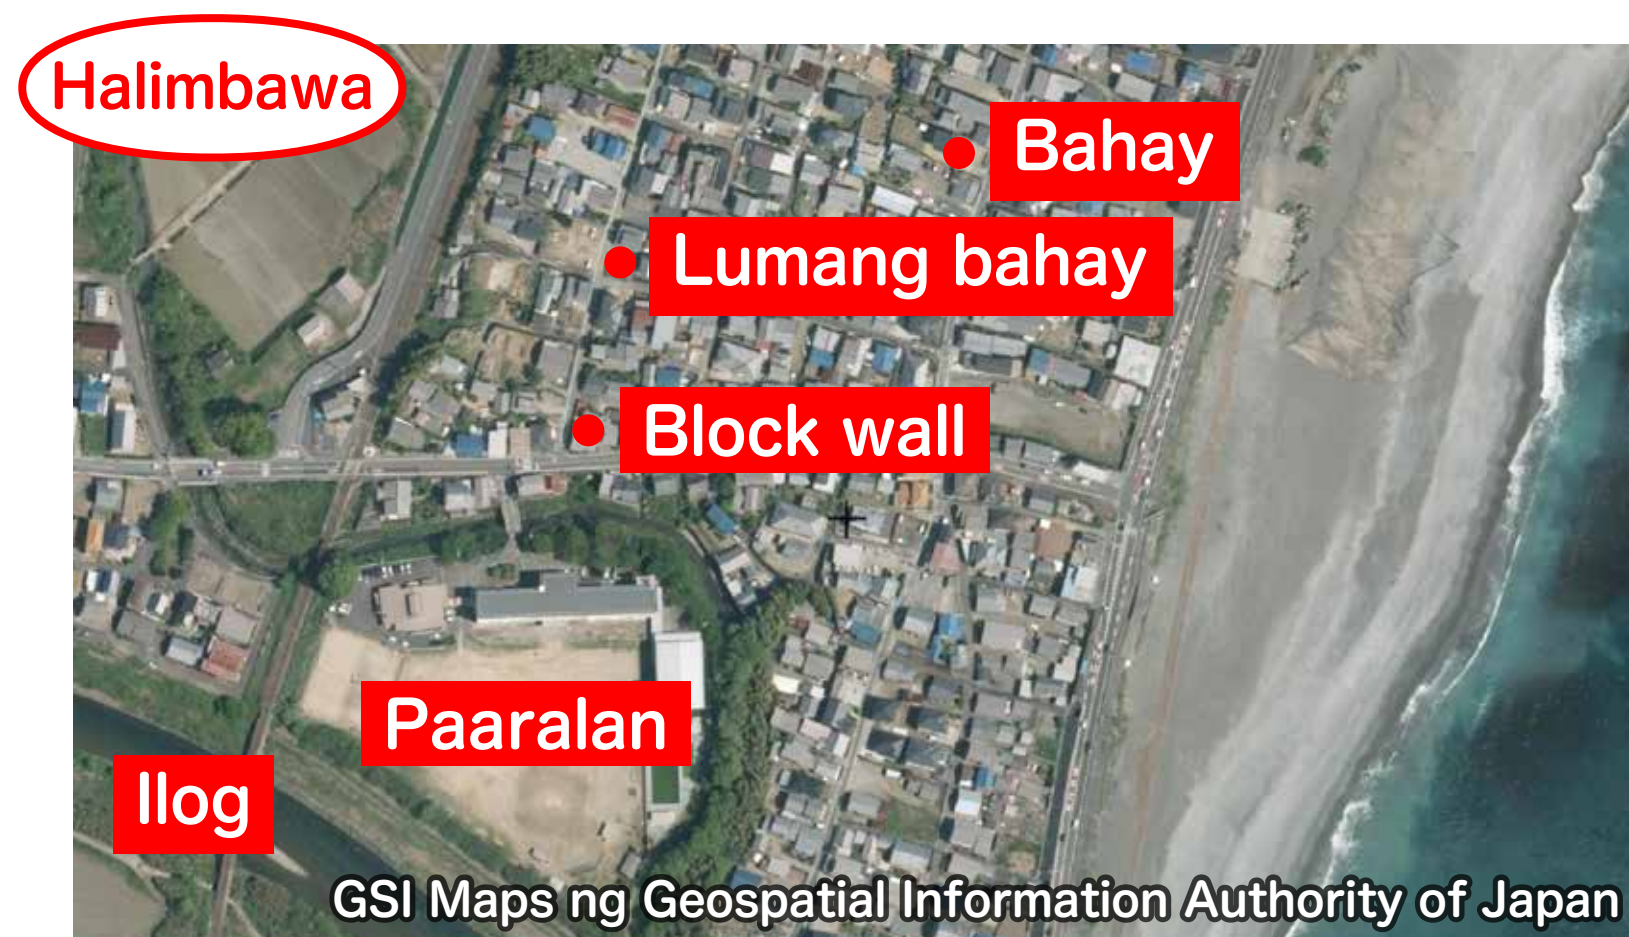 Halimbawa
Bahay
Lumang bahay
Block wall
Paaralan
Ilog
GSI Maps ng Geospatial Information Authority of Japan